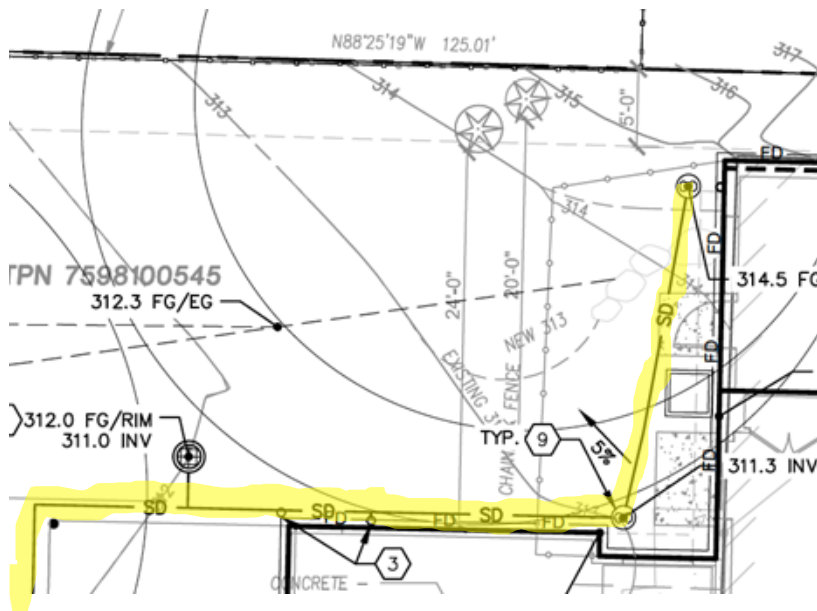 N88°25'19"W 125.01'
313
314
315
316
317
5'-0"
FD
TPN 7598100545
312.3 FG/EG
314
314.5 FG
FD
24'-0"
20'-0"
SD
FD
EXISTING
NEW 313
FENCE
312.0 FG/RIM
311.0 INV
TYP.
9
5%
FD
311.3 INV
SD
SD
FD
FD
SD
FD
3
CONCRETE